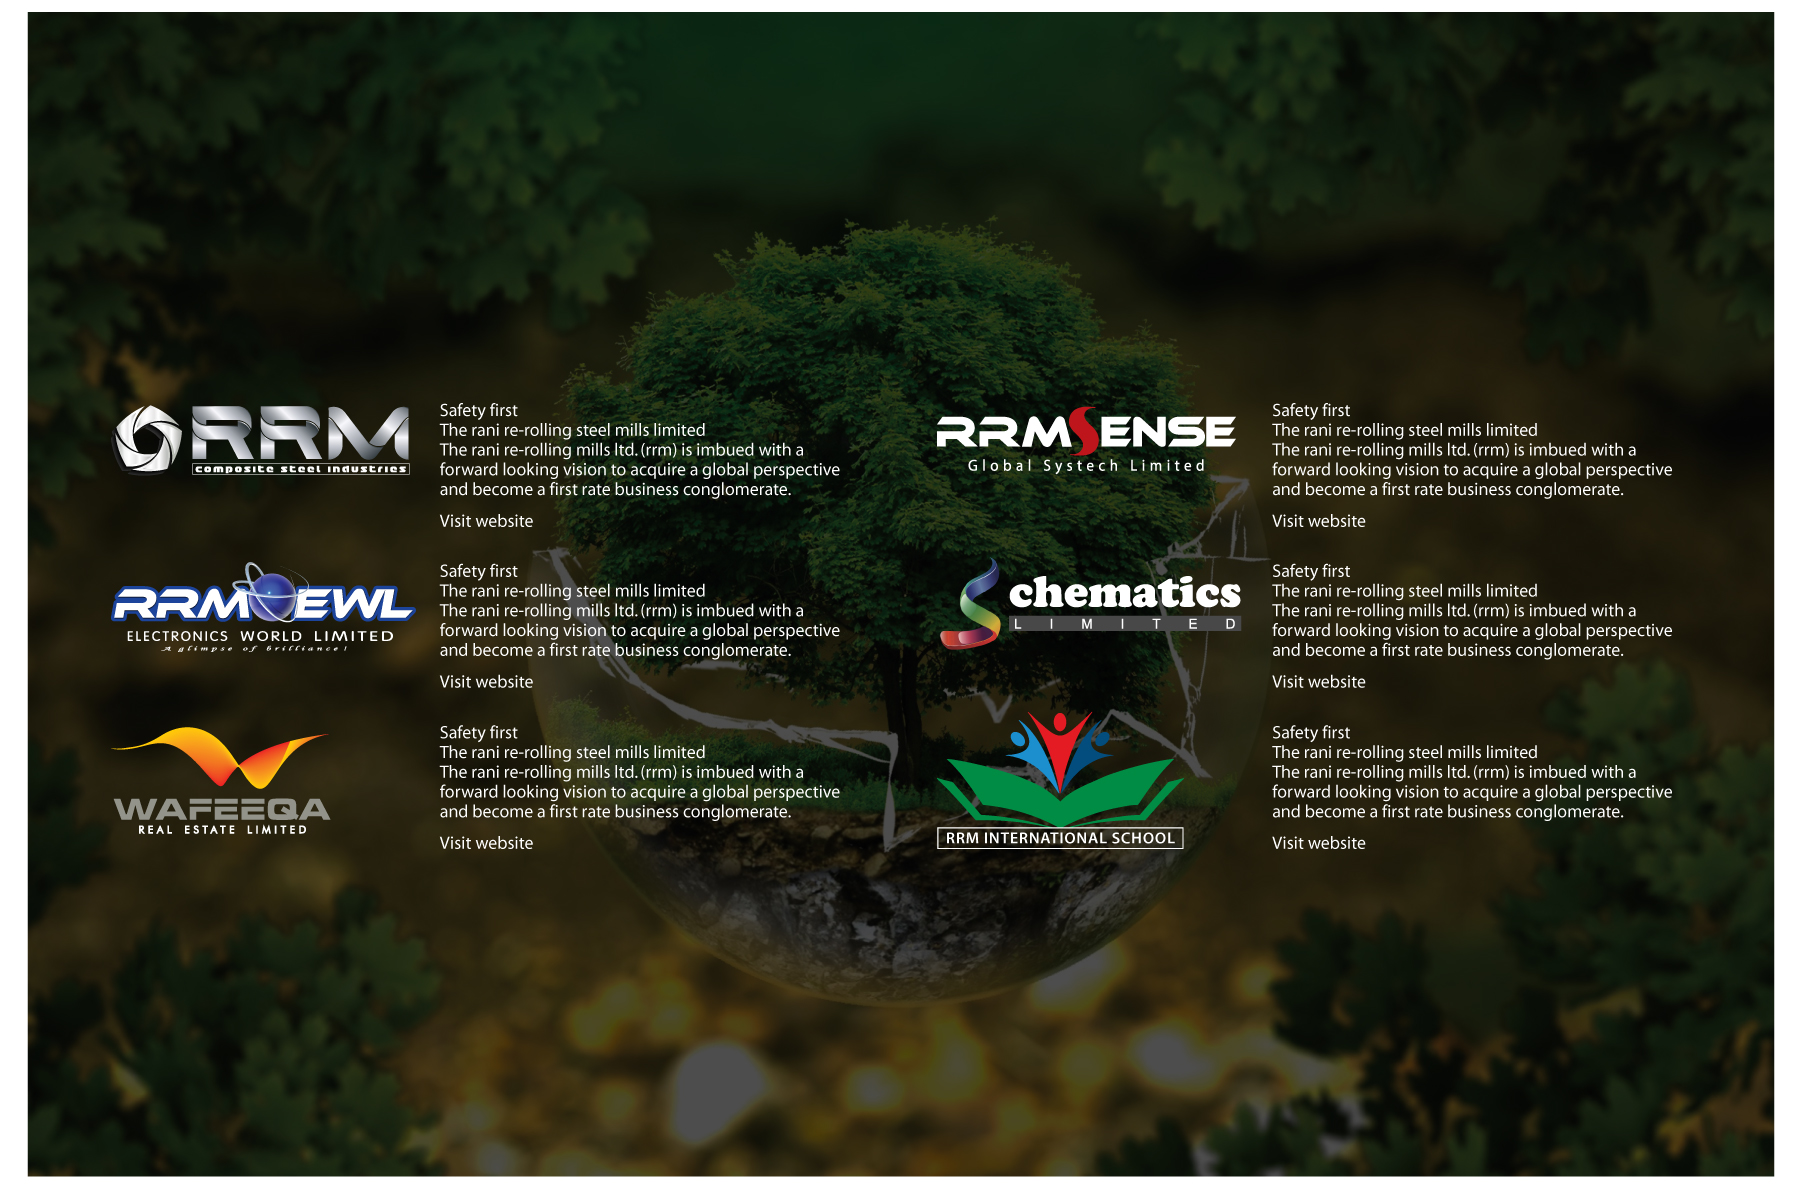 RRM
composite steel industries
Safety first
The rani re-rolling steel mills limited
The rani re-rolling mills ltd. (rrm) is imbued with a
forward looking vision to acquire a global perspective
and become a first rate business conglomerate.
Visit website
RRM EWL
ELECTRONICS WORLD LIMITED
A glimpse of brilliance!
Safety first
The rani re-rolling steel mills limited
The rani re-rolling mills ltd. (rrm) is imbued with a
forward looking vision to acquire a global perspective
and become a first rate business conglomerate.
Visit website
WAFEEQA
REAL ESTATE LIMITED
Safety first
The rani re-rolling steel mills limited
The rani re-rolling mills ltd. (rrm) is imbued with a
forward looking vision to acquire a global perspective
and become a first rate business conglomerate.
Visit website
RRMSENSE
Global Systech Limited
Safety first
The rani re-rolling steel mills limited
The rani re-rolling mills ltd. (rrm) is imbued with a
forward looking vision to acquire a global perspective
and become a first rate business conglomerate.
Visit website
Schematics
LIMITED
Safety first
The rani re-rolling steel mills limited
The rani re-rolling mills ltd. (rrm) is imbued with a
forward looking vision to acquire a global perspective
and become a first rate business conglomerate.
Visit website
RRM INTERNATIONAL SCHOOL
Safety first
The rani re-rolling steel mills limited
The rani re-rolling mills ltd. (rrm) is imbued with a
forward looking vision to acquire a global perspective
and become a first rate business conglomerate.
Visit website